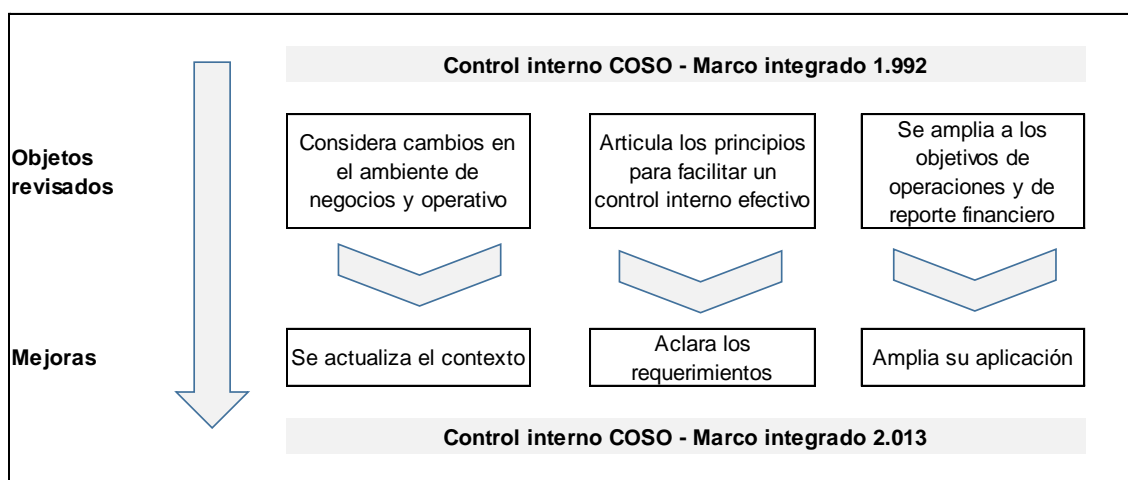 Control interno COSO - Marco integrado 1.992
Objetos
revisados
Considera cambios en
el ambiente de
negocios y operativo
Articula los principios
para facilitar un
control interno efectivo
Se amplia a los
objetivos de
operaciones y de
reporte financiero
Mejoras
Se actualiza el contexto
Aclara los
requerimientos
Amplia su aplicación
Control interno COSO - Marco integrado 2.013